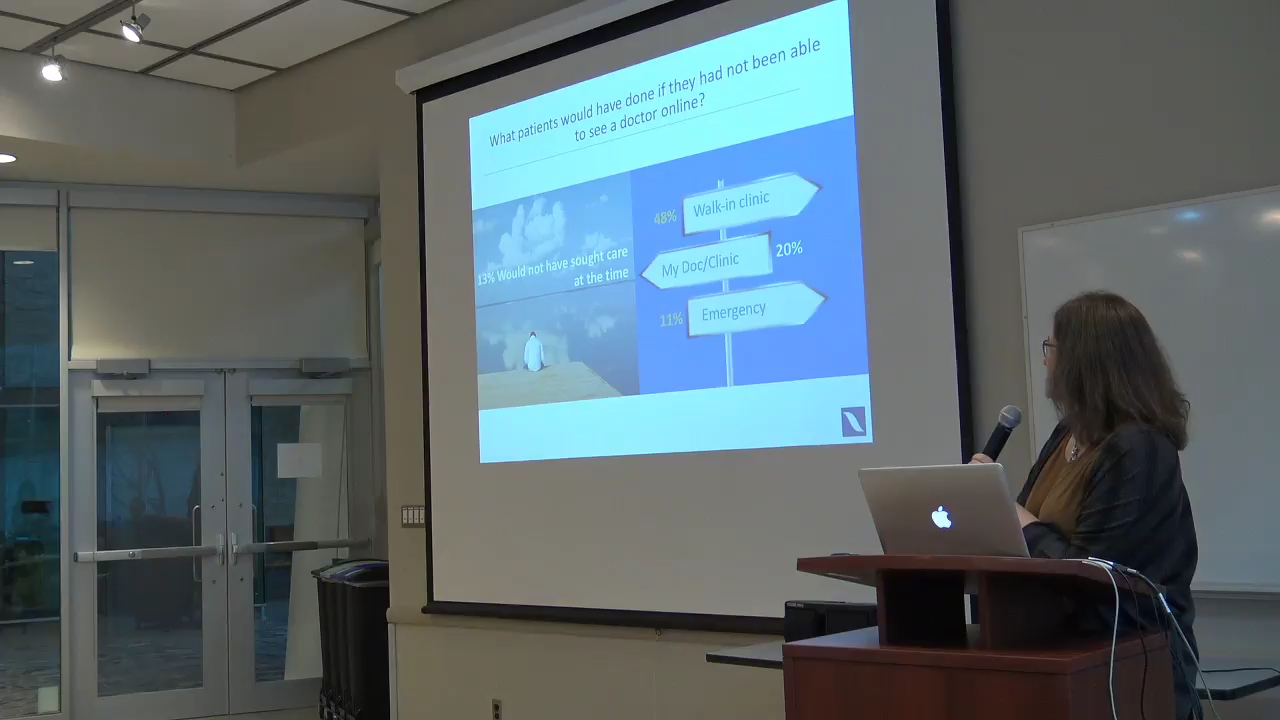 What patients would have done if they had not been able
to see a doctor online?
13% Would not have sought care
at the time
48%
Walk-in clinic
My Doc/Clinic
20%
11%
Emergency